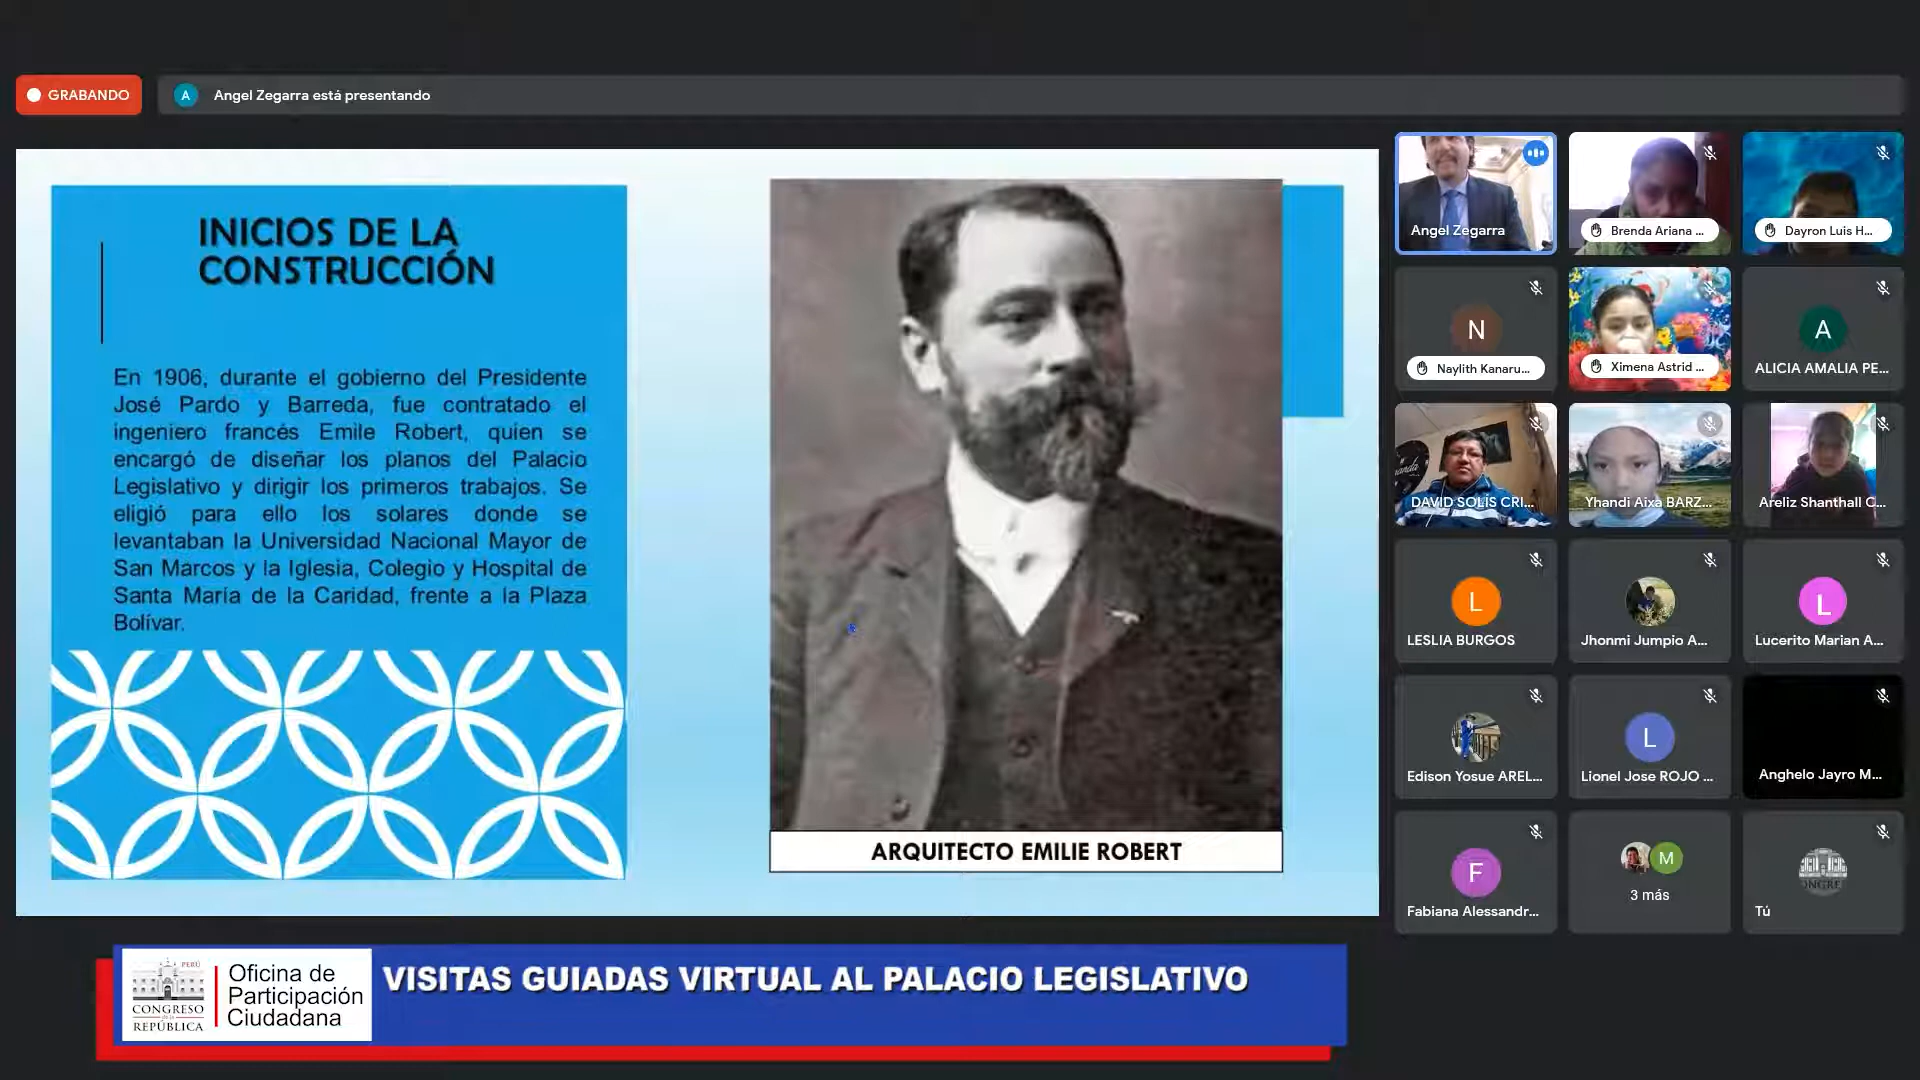 GRABANDO
A
Angel Zegarra está presentando
INICIOS DE LA
CONSTRUCCIÓN
En 1906, durante el gobierno del Presidente
José Pardo y Barreda, fue contratado el
ingeniero francés Emile Robert, quien se
encargó de diseñar los planos del Palacio
Legislativo y dirigir los primeros trabajos. Se
eligió para ello los solares donde se
levantaban la Universidad Nacional Mayor de
San Marcos y la Iglesia, Colegio y Hospital de
Santa María de la Caridad, frente a la Plaza
Bolívar.
ARQUITECTO EMILIE ROBERT
Angel Zegarra
Brenda Ariana ...
Dayron Luis H...
N
Naylith Kanaru...
Ximena Astrid ...
A
ALICIA AMALIA PE...
DAVID SOLÍS CRI...
Yhandi Aixa BARZ...
Areliz Shanthall C...
L
LESLIA BURGOS
Jhonmi Jumpio A...
L
Lucerito Marian A...
Edison Yosue AREL...
L
Lionel Jose ROJO ...
Anghelo Jayro M...
F
Fabiana Alessandr...
M
3 más
Tú
PERÚ
CONGRESO
de la
REPÚBLICA
Oficina de
Participación
Ciudadana
VISITAS GUIADAS VIRTUAL AL PALACIO LEGISLATIVO